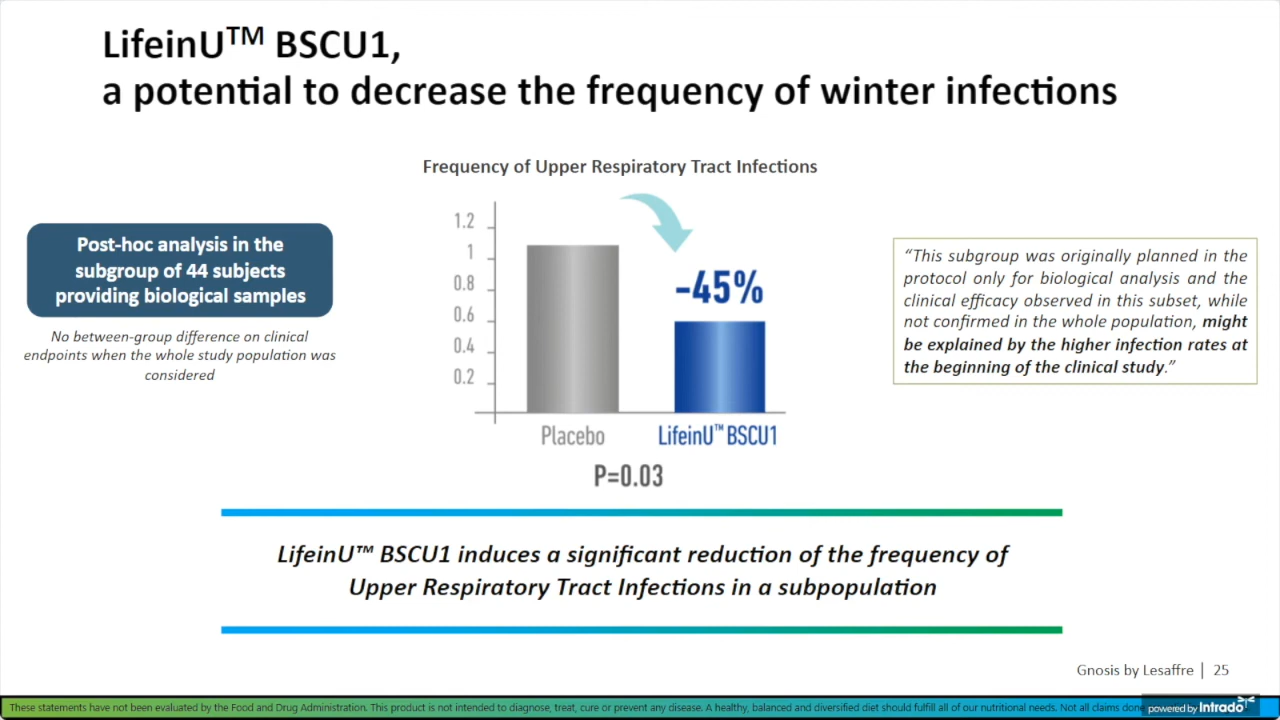 LifeinU™ BSCU1,
a potential to decrease the frequency of winter infections
Frequency of Upper Respiratory Tract Infections
Post-hoc analysis in the
subgroup of 44 subjects
providing biological samples
No between-group difference on clinical
endpoints when the whole study population was
considered
1.2
1
0.8
0.6
0.4
0.2
-45%
Placebo
LifeinU™ BSCU1
P=0.03
“This subgroup was originally planned in the
protocol only for biological analysis and the
clinical efficacy observed in this subset, while
not confirmed in the whole population, might
be explained by the higher infection rates at
the beginning of the clinical study.”
LifeinU™ BSCU1 induces a significant reduction of the frequency of
Upper Respiratory Tract Infections in a subpopulation
Gnosis by Lesaffre | 25
These statements have not been evaluated by the Food and Drug Administration. This product is not intended to diagnose, treat, cure or prevent any disease. A healthy, balanced and diversified diet should fulfill all of our nutritional needs. Not all claims done
powered by Intrado